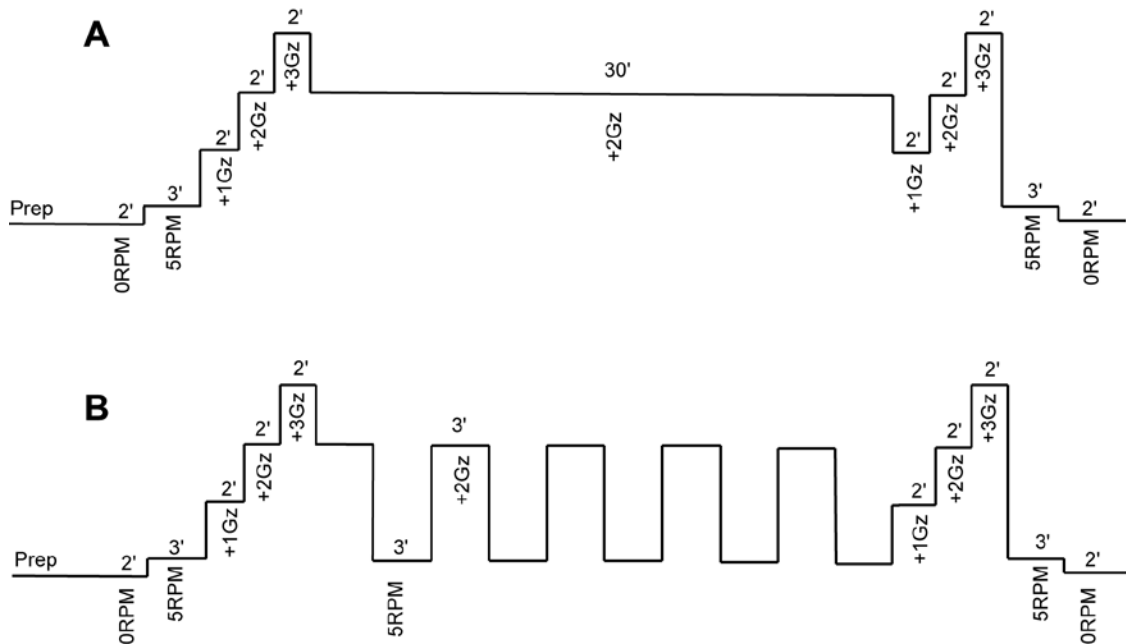 A
Prep
2'
0RPM
3'
5RPM
2'
+1Gz
2'
+2Gz
2'
+3Gz
30'
+2Gz
2'
+1Gz
2'
+2Gz
2'
+3Gz
3'
5RPM
2'
0RPM
B
Prep
2'
0RPM
3'
5RPM
2'
+1Gz
2'
+2Gz
2'
+3Gz
3'
5RPM
3'
+2Gz
2'
+1Gz
2'
+2Gz
2'
+3Gz
3'
5RPM
2'
0RPM